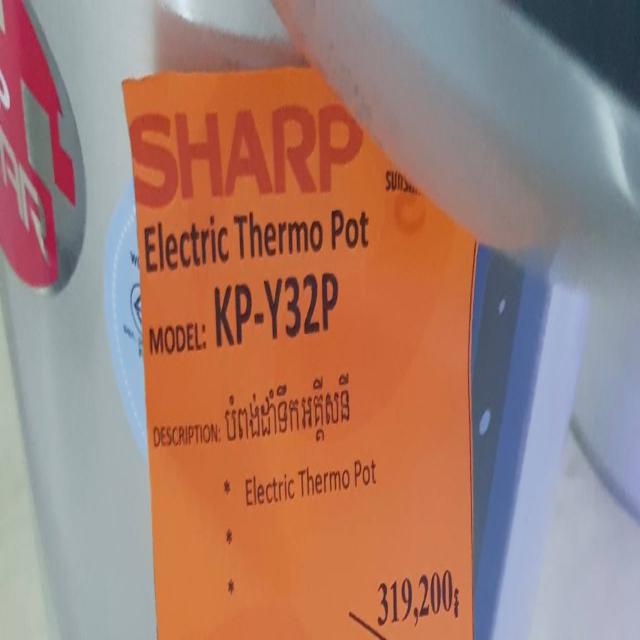 SHARP
Electric Thermo Pot
MODEL: KP-Y32P
DESCRIPTION: បំពង់ដាំទឹកអគ្គីសនី
* Electric Thermo Pot
*
*
319,200៛